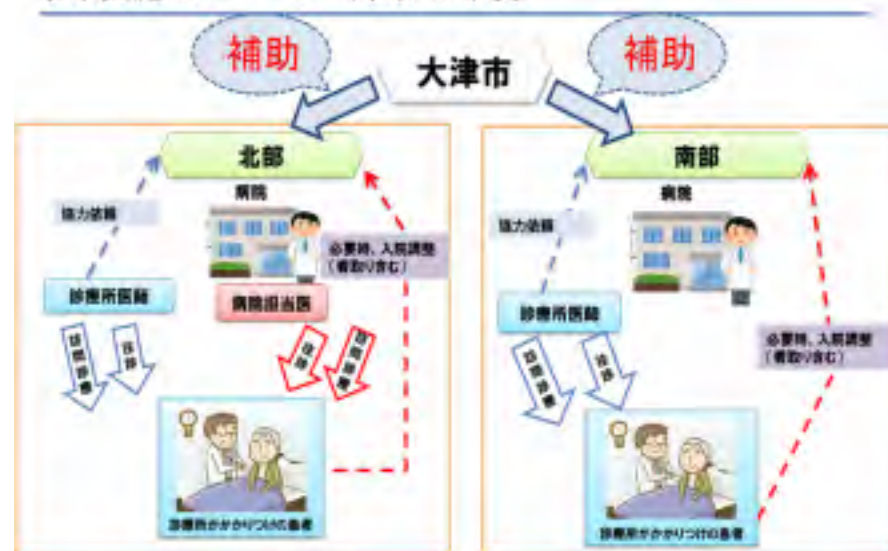 補助
大津市
補助
北部
病院
協力依頼
必要時、入院調整
(看取り含む)
診療所医師
病院担当医
訪問診療
往診
往診
訪問診療
診療所がかかりつけの患者
南部
病院
協力依頼
診療所医師
必要時、入院調整
(看取り含む)
訪問診療
往診
診療所がかかりつけの患者